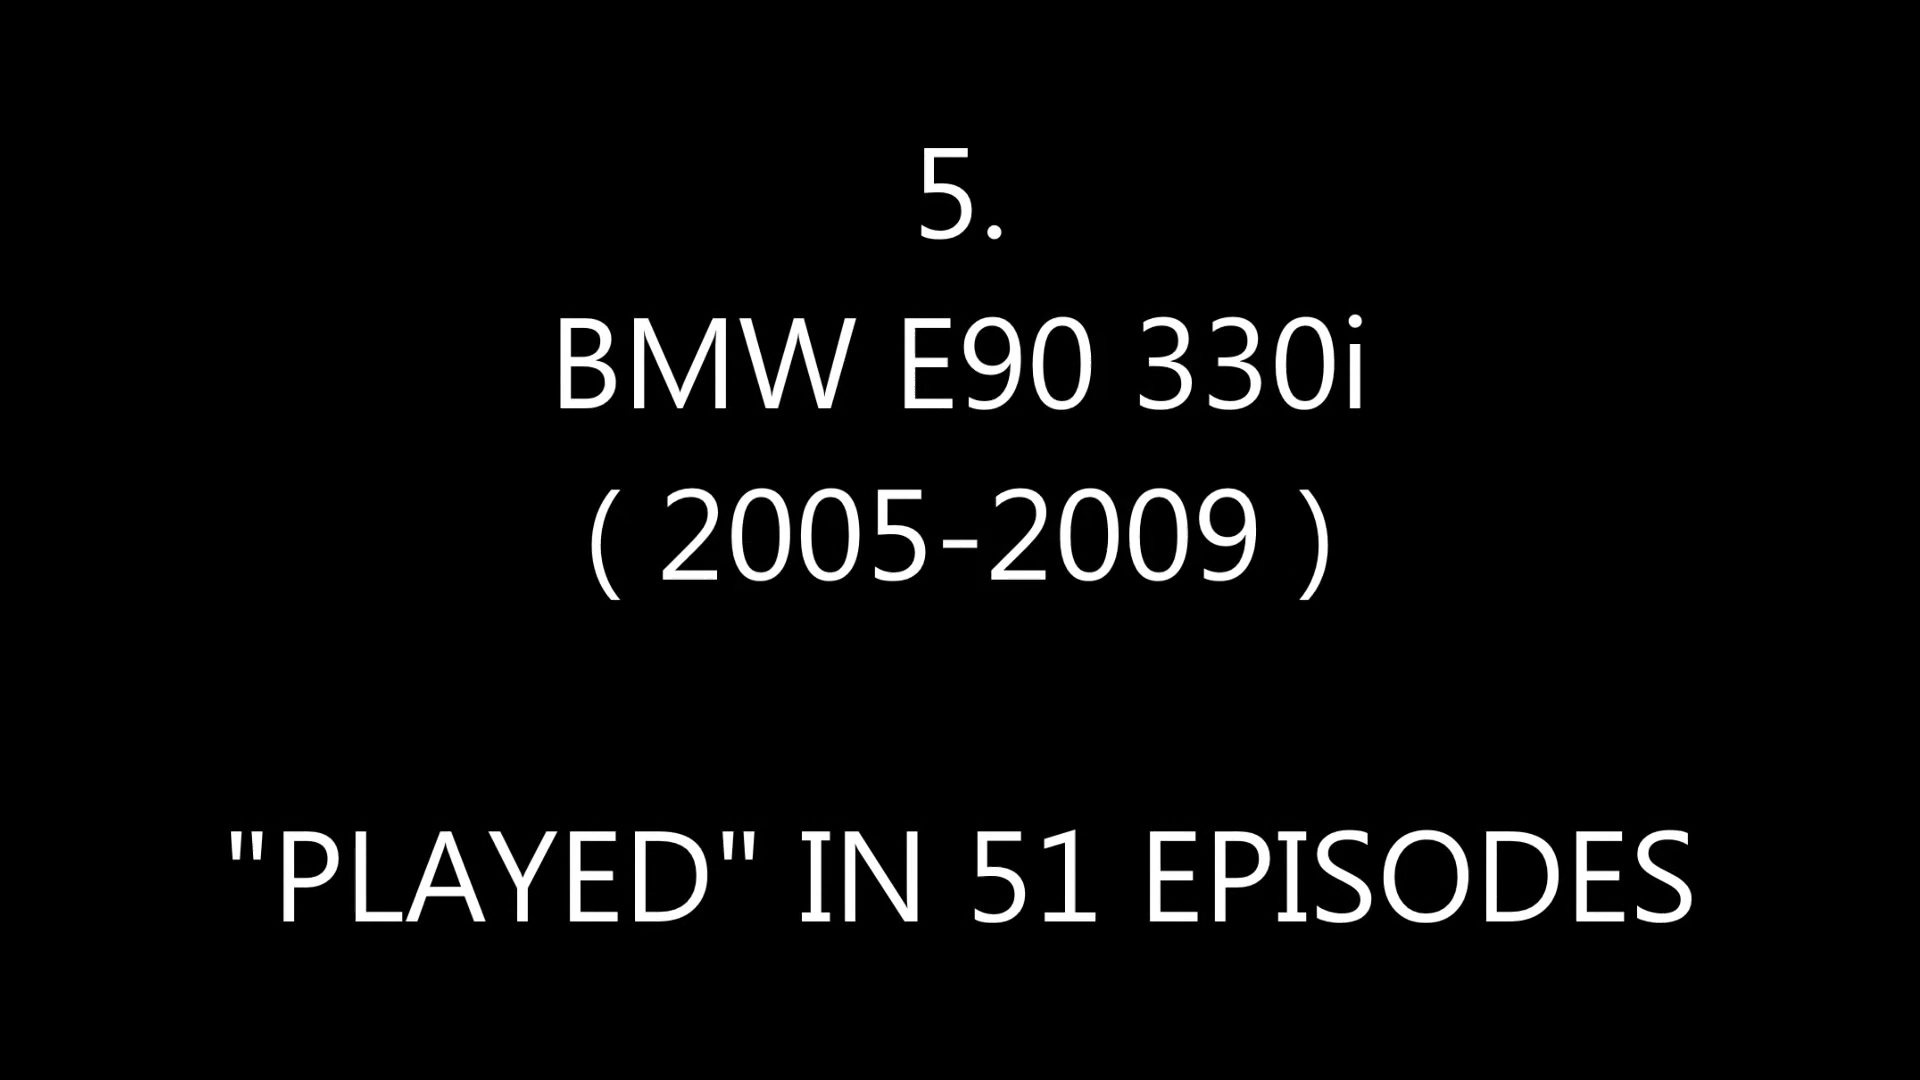 5.
BMW E90 330i
( 2005-2009 )
"PLAYED" IN 51 EPISODES